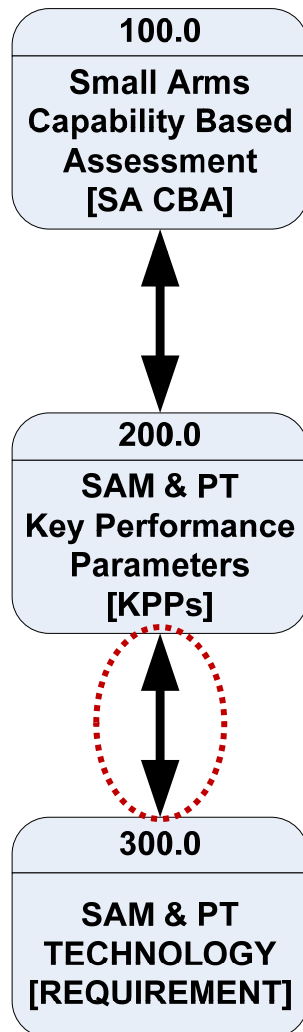 100.0
Small Arms
Capability Based
Assessment
[SA CBA]
200.0
SAM & PT
Key Performance
Parameters
[KPPs]
300.0
SAM & PT
TECHNOLOGY
[REQUIREMENT]